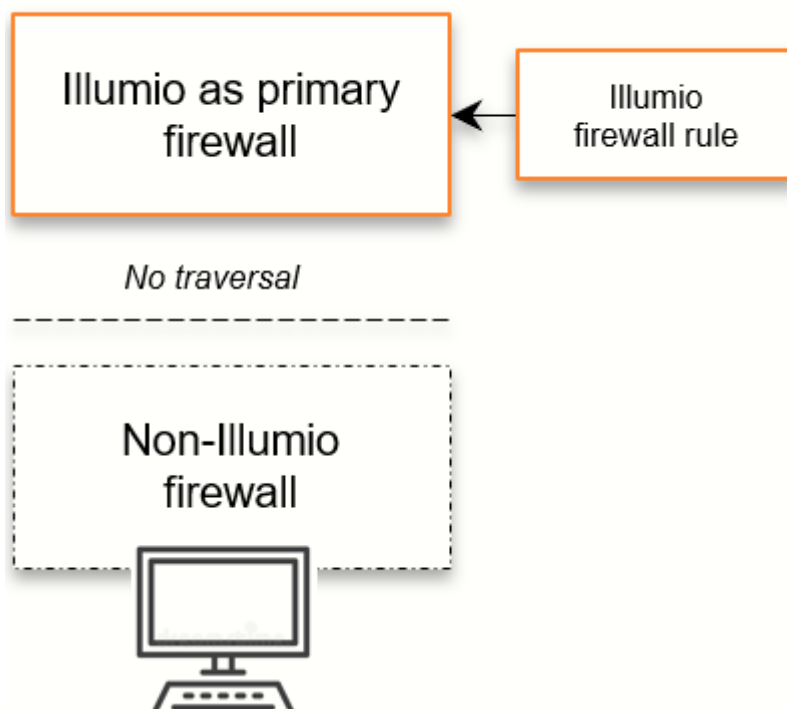 Illumio as primary
firewall
Illumio
firewall rule
No traversal
Non-Illumio
firewall